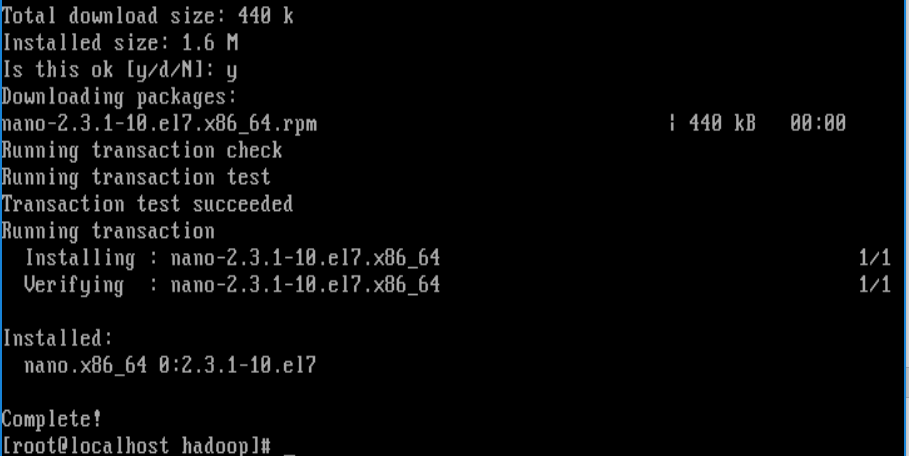 Total download size: 440 k
Installed size: 1.6 M
Is this ok [y/d/N]: y
Downloading packages:
nano-2.3.1-10.el7.x86_64.rpm | 440 kB 00:00
Running transaction check
Running transaction test
Transaction test succeeded
Running transaction
Installing : nano-2.3.1-10.el7.x86_64 1/1
Verifying : nano-2.3.1-10.el7.x86_64 1/1
Installed:
nano.x86_64 0:2.3.1-10.el7
Complete!
[root@localhost hadoop]# _